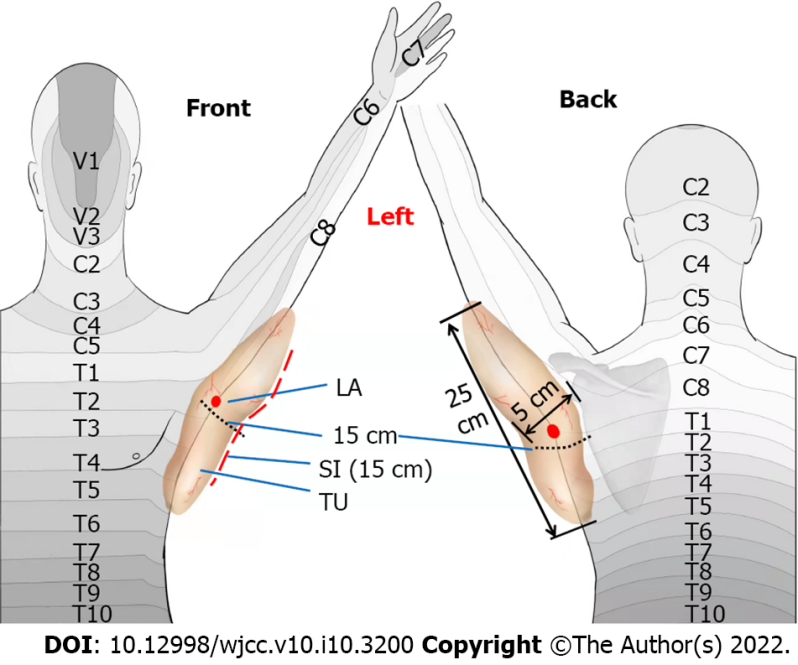 Front
Back
Left
V1
V2
V3
C2
C3
C4
C5
T1
T2
T3
T4
T5
T6
T7
T8
T9
T10
C7
C6
C8
LA
15 cm
SI (15 cm)
TU
25
cm
5 cm
C2
C3
C4
C5
C6
C7
C8
T1
T2
T3
T4
T5
T6
T7
T8
T9
T10
DOI: 10.12998/wjcc.v10.i10.3200 Copyright ©The Author(s) 2022.